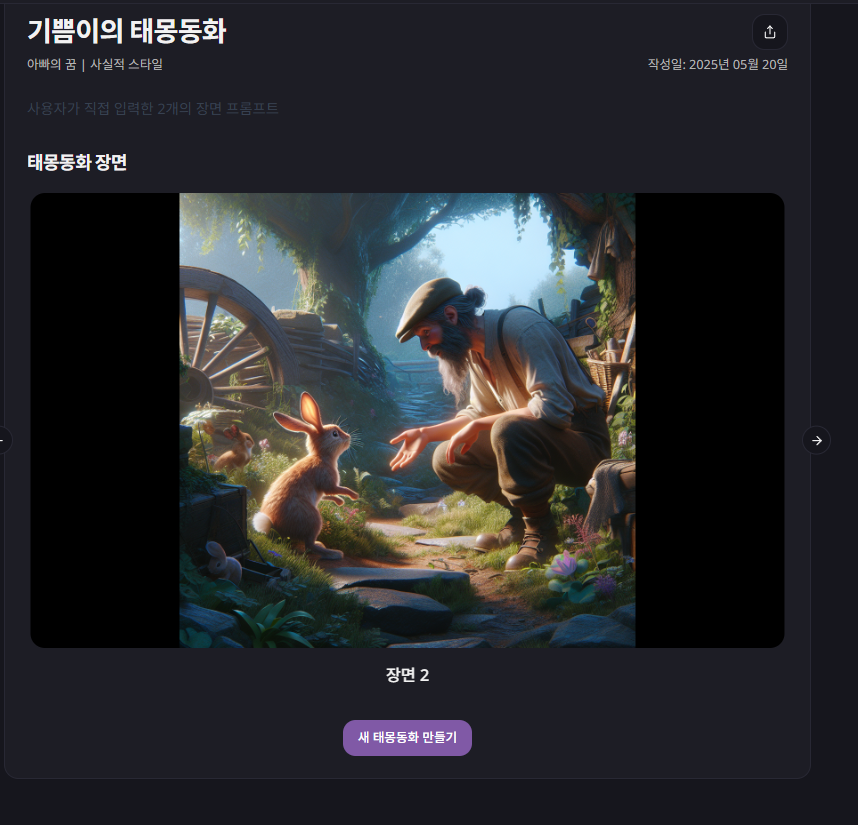 기쁨이의 태몽동화
아빠의 꿈 | 사실적 스타일
작성일: 2025년 05월 20일
사용자가 직접 입력한 2개의 장면 프롬프트
태몽동화 장면
장면 2
새 태몽동화 만들기